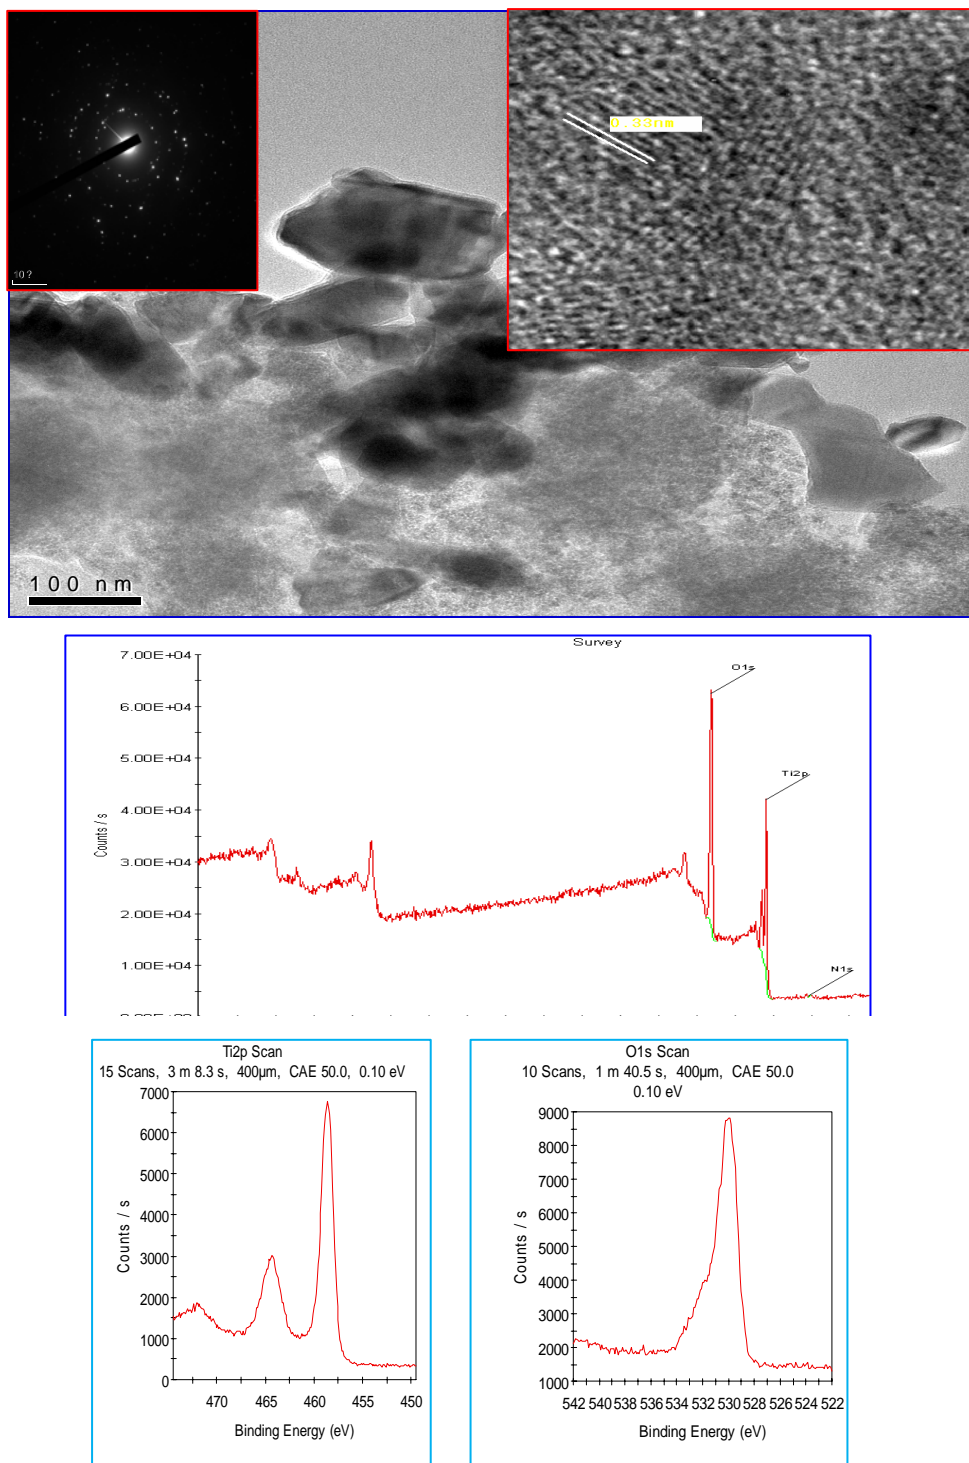 0.33nm
10 ?
100 nm
Survey
7.00E+04
6.00E+04
5.00E+04
4.00E+04
3.00E+04
2.00E+04
1.00E+04
Counts / s
O1s
Ti2p
N1s
Ti2p Scan
15 Scans, 3 m 8.3 s, 400µm, CAE 50.0, 0.10 eV
7000
6000
5000
4000
3000
2000
1000
0
Counts / s
470 465 460 455 450
Binding Energy (eV)
O1s Scan
10 Scans, 1 m 40.5 s, 400µm, CAE 50.0
0.10 eV
9000
8000
7000
6000
5000
4000
3000
2000
1000
Counts / s
542 540 538 536 534 532 530 528 526 524 522
Binding Energy (eV)